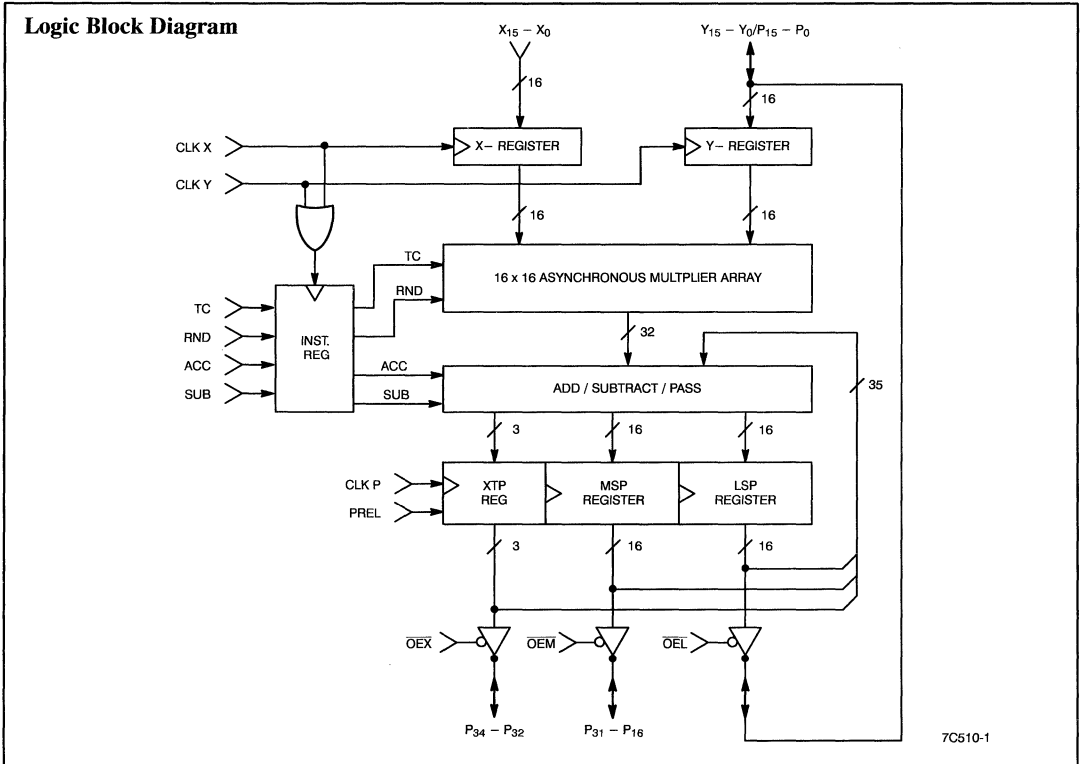 Logic Block Diagram
X15 – X0
Y15 – Y0/P15 – P0
16
16
CLK X
X– REGISTER
Y– REGISTER
CLK Y
16
16
TC
16 x 16 ASYNCHRONOUS MULTPLIER ARRAY
RND
TC
RND
INST.
REG
32
ACC
ACC
35
ADD / SUBTRACT / PASS
SUB
SUB
3
16
16
CLK P
XTP
REG
MSP
REGISTER
LSP
REGISTER
PREL
3
16
16
OEX
OEM
OEL
P34 – P32
P31 – P16
7C510-1